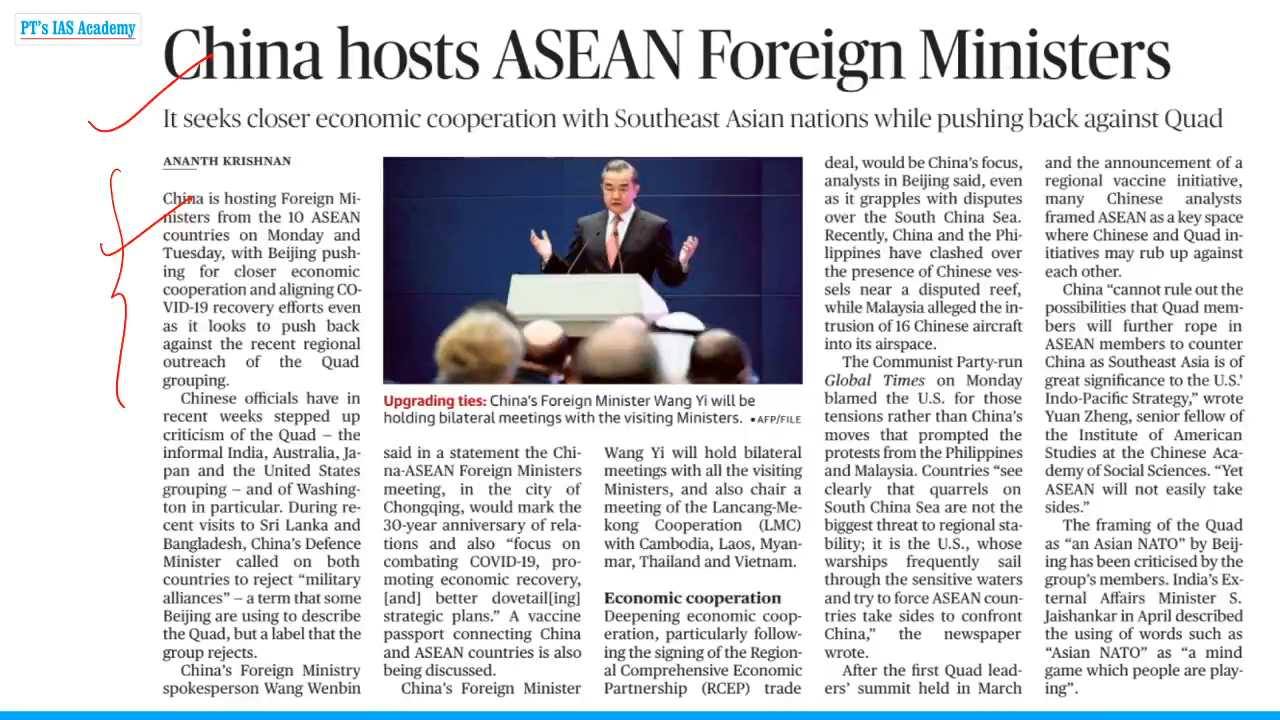 PT's IAS Academy
China hosts ASEAN Foreign Ministers
It seeks closer economic cooperation with Southeast Asian nations while pushing back against Quad
ANANTH KRISHNAN
China is hosting Foreign Mi-
nisters from the 10 ASEAN
countries on Monday and
Tuesday, with Beijing push-
ing for closer economic
cooperation and aligning CO-
VID-19 recovery efforts even
as it looks to push back
against the recent regional
outreach of the Quad
grouping.
Chinese officials have in
recent weeks stepped up
criticism of the Quad – the
informal India, Australia, Ja-
pan and the United States
grouping – and of Washing-
ton in particular. During re-
cent visits to Sri Lanka and
Bangladesh, China's Defence
Minister called on both
countries to reject “military
alliances” – a term that some
Beijing are using to describe
the Quad, but a label that the
group rejects.
China's Foreign Ministry
spokesperson Wang Wenbin
Upgrading ties: China's Foreign Minister Wang Yi will be
holding bilateral meetings with the visiting Ministers. •AFP/FILE
said in a statement the Chi-
na-ASEAN Foreign Ministers
meeting, in the city of
Chongqing, would mark the
30-year anniversary of rela-
tions and also “focus on
combating COVID-19, pro-
moting economic recovery,
[and] better dovetail[ing]
strategic plans.” A vaccine
passport connecting China
and ASEAN countries is also
being discussed.
China's Foreign Minister
Wang Yi will hold bilateral
meetings with all the visiting
Ministers, and also chair a
meeting of the Lancang-Me-
kong Cooperation (LMC)
with Cambodia, Laos, Myan-
mar, Thailand and Vietnam.
Economic cooperation
Deepening economic coop-
eration, particularly follow-
ing the signing of the Region-
al Comprehensive Economic
Partnership (RCEP) trade
deal, would be China's focus,
analysts in Beijing said, even
as it grapples with disputes
over the South China Sea.
Recently, China and the Phi-
lippines have clashed over
the presence of Chinese ves-
sels near a disputed reef,
while Malaysia alleged the in-
trusion of 16 Chinese aircraft
into its airspace.
The Communist Party-run
Global Times on Monday
blamed the U.S. for those
tensions rather than China's
moves that prompted the
protests from the Philippines
and Malaysia. Countries “see
clearly that quarrels on
South China Sea are not the
biggest threat to regional sta-
bility; it is the U.S., whose
warships frequently sail
through the sensitive waters
and try to force ASEAN coun-
tries take sides to confront
China,” the newspaper
wrote.
After the first Quad lead-
ers' summit held in March
and the announcement of a
regional vaccine initiative,
many Chinese analysts
framed ASEAN as a key space
where Chinese and Quad in-
itiatives may rub up against
each other.
China “cannot rule out the
possibilities that Quad mem-
bers will further rope in
ASEAN members to counter
China as Southeast Asia is of
great significance to the U.S.'
Indo-Pacific Strategy,” wrote
Yuan Zheng, senior fellow of
the Institute of American
Studies at the Chinese Aca-
demy of Social Sciences. “Yet
ASEAN will not easily take
sides.”
The framing of the Quad
as “an Asian NATO” by Beij-
ing has been criticised by the
group's members. India's Ex-
ternal Affairs Minister S.
Jaishankar in April described
the using of words such as
“Asian NATO” as “a mind
game which people are play-
ing”.